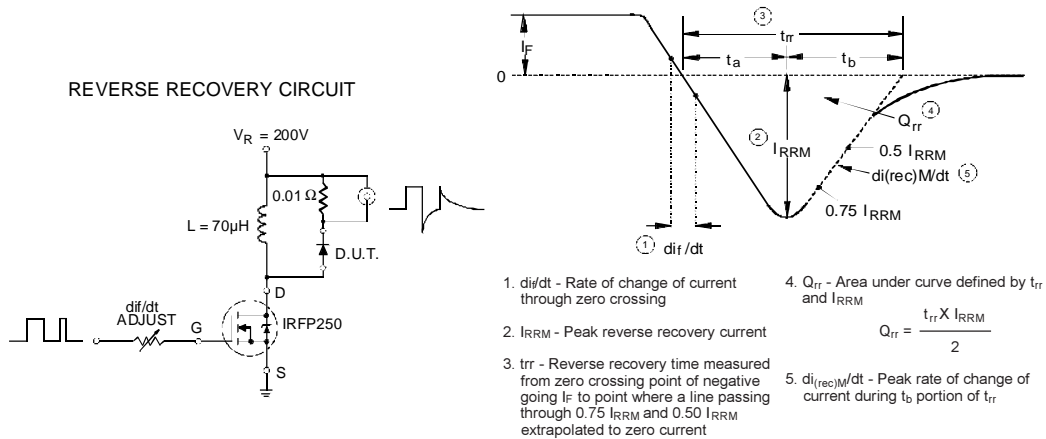 REVERSE RECOVERY CIRCUIT
V_R = 200V
0.01 Ω
L = 70µH
D.U.T.
dif/dt
ADJUST
G
D
IRFP250
S
3
t_rr
t_a
t_b
I_F
0
2
I_RRM
Q_rr
4
0.5 I_RRM
di(rec)M/dt
5
0.75 I_RRM
1
di_f/dt
1. di_f/dt - Rate of change of current
through zero crossing
2. I_RRM - Peak reverse recovery current
3. trr - Reverse recovery time measured
from zero crossing point of negative
going I_F to point where a line passing
through 0.75 I_RRM and 0.50 I_RRM
extrapolated to zero current
4. Q_rr - Area under curve defined by t_rr
and I_RRM
Q_rr = t_rr X I_RRM / 2
5. di_(rec)M/dt - Peak rate of change of
current during t_b portion of t_rr